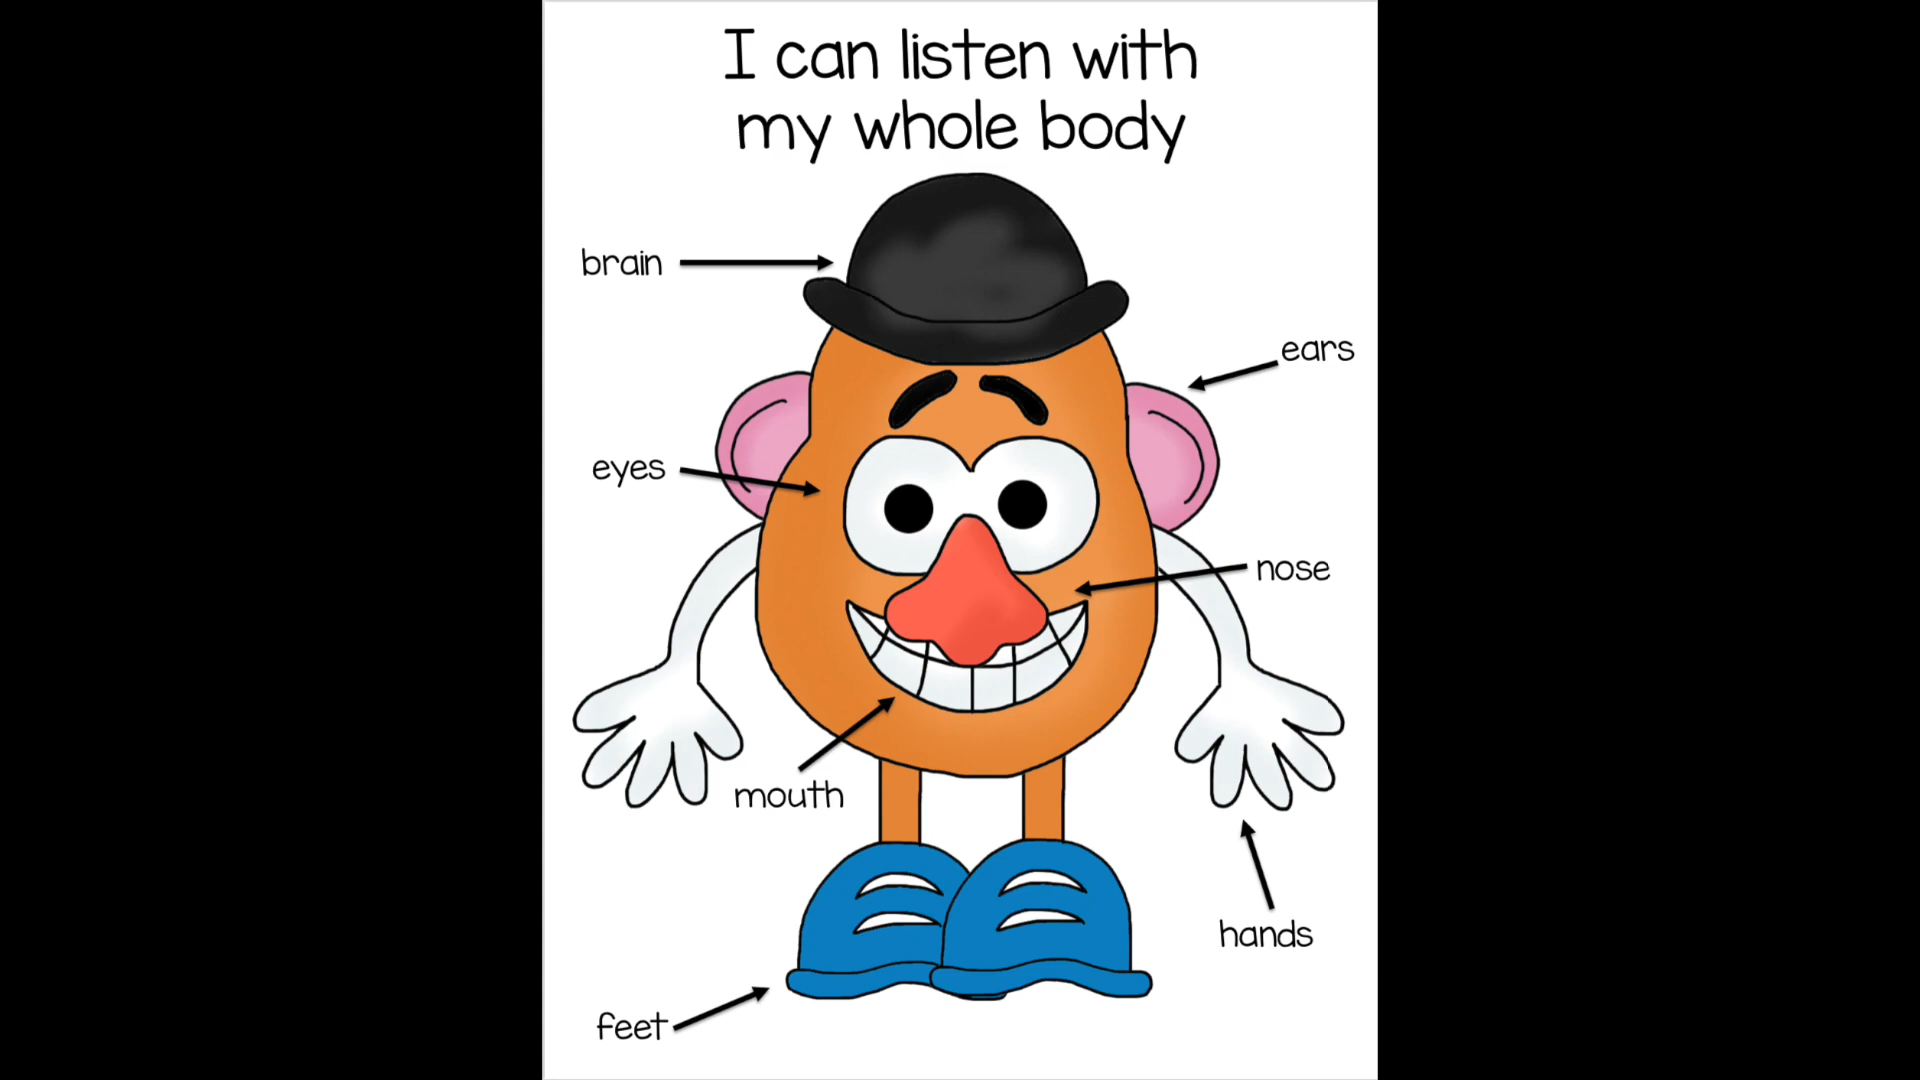 I can listen with
my whole body
brain
ears
eyes
nose
mouth
hands
feet